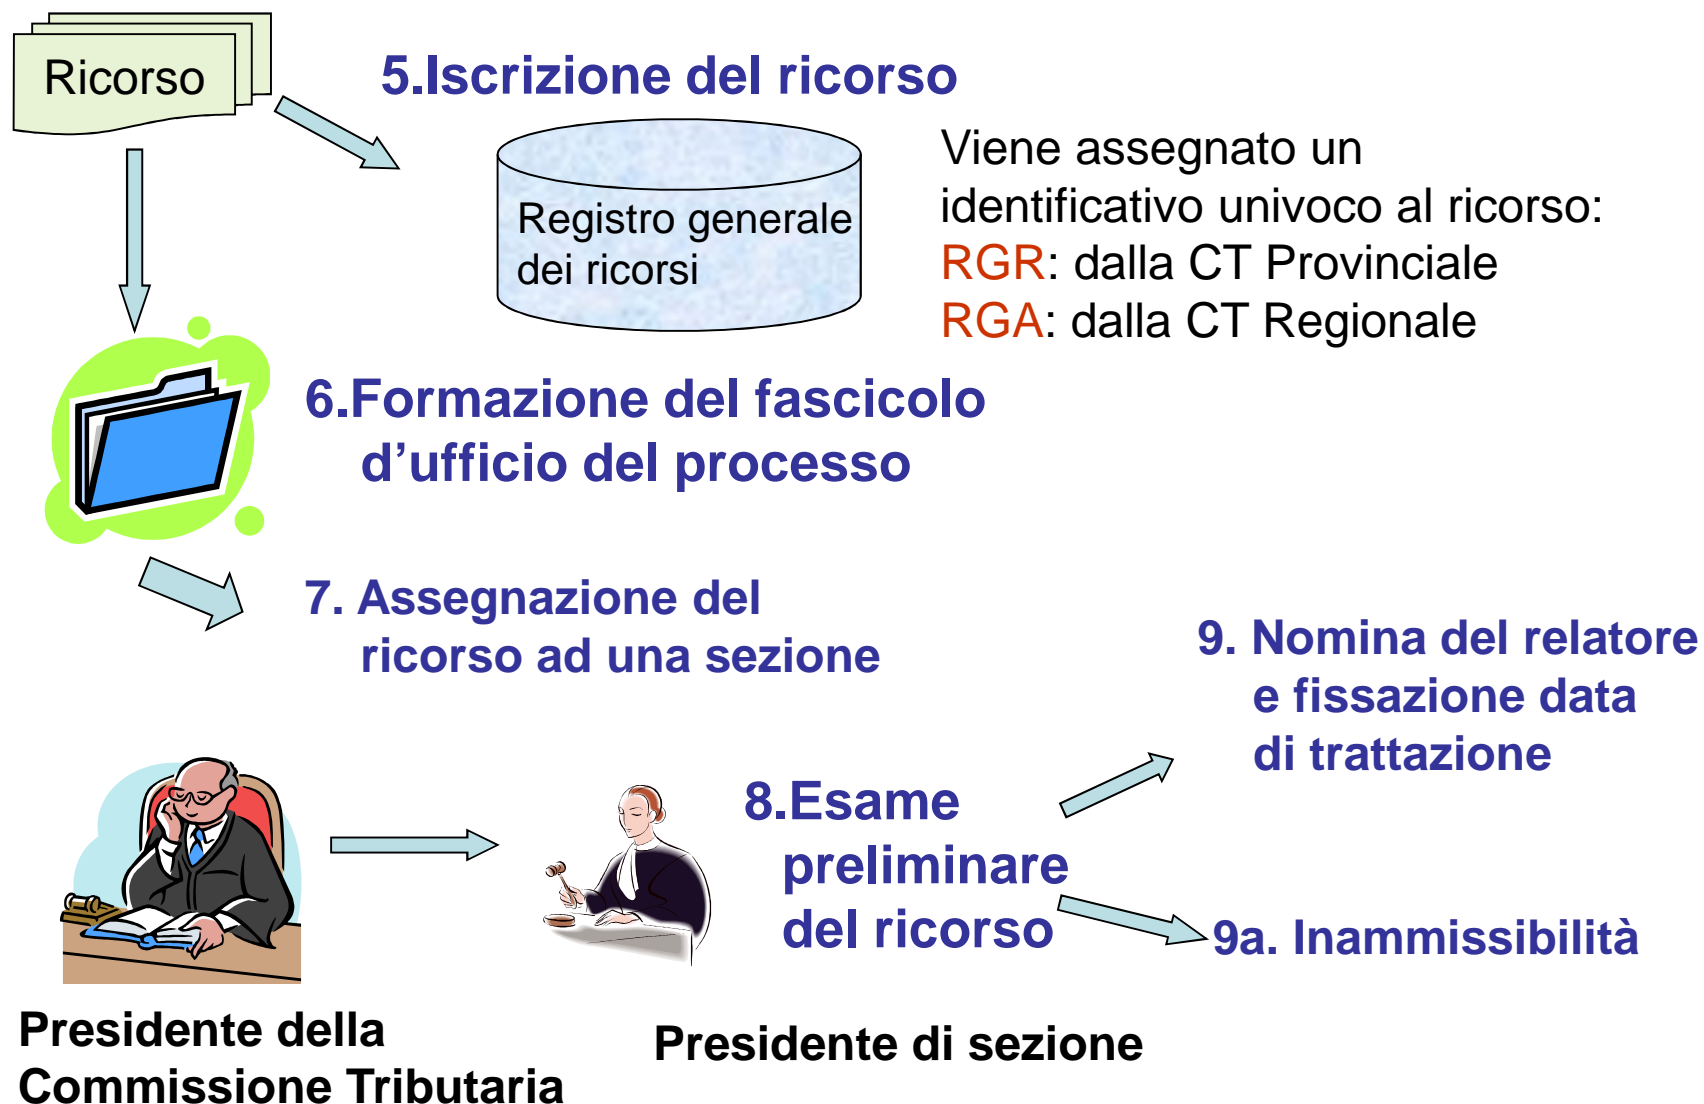 Ricorso
5.Iscrizione del ricorso
Registro generale
dei ricorsi
Viene assegnato un
identificativo univoco al ricorso:
RGR: dalla CT Provinciale
RGA: dalla CT Regionale
6.Formazione del fascicolo
d’ufficio del processo
7. Assegnazione del
ricorso ad una sezione
9. Nomina del relatore
e fissazione data
di trattazione
8.Esame
preliminare
del ricorso
9a. Inammissibilità
Presidente della
Commissione Tributaria
Presidente di sezione